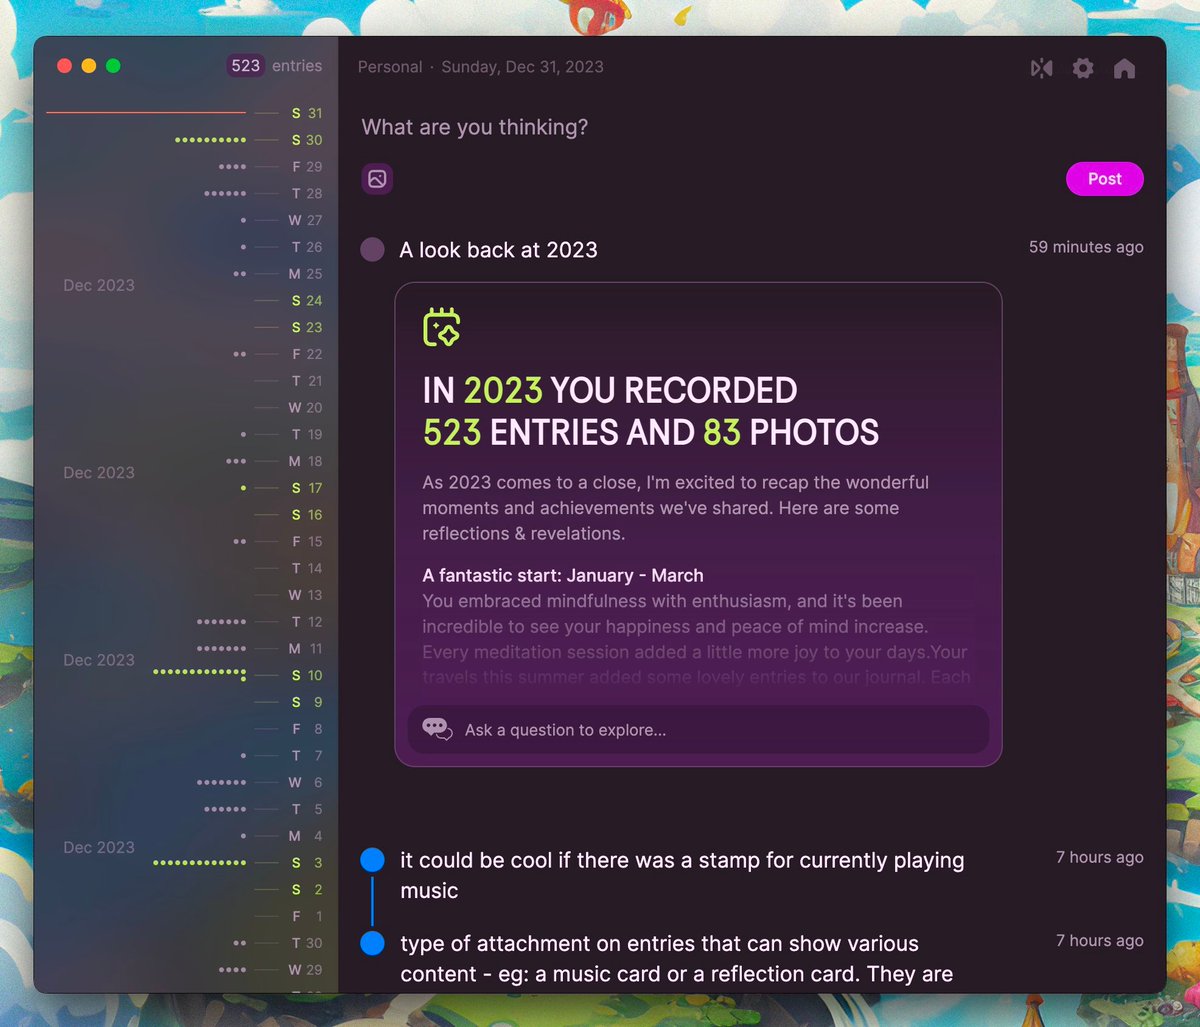 523 entries
S 31
S 30
F 29
T 28
W 27
T 26
M 25
Dec 2023
S 24
S 23
F 22
T 21
W 20
T 19
M 18
Dec 2023
S 17
S 16
F 15
T 14
W 13
T 12
M 11
Dec 2023
S 10
S 9
F 8
T 7
W 6
T 5
M 4
Dec 2023
S 3
S 2
F 1
T 30
W 29
Personal · Sunday, Dec 31, 2023
What are you thinking?
Post
A look back at 2023
59 minutes ago
IN 2023 YOU RECORDED
523 ENTRIES AND 83 PHOTOS
As 2023 comes to a close, I'm excited to recap the wonderful
moments and achievements we've shared. Here are some
reflections & revelations.
A fantastic start: January - March
You embraced mindfulness with enthusiasm, and it's been
incredible to see your happiness and peace of mind increase.
Every meditation session added a little more joy to your days.Your
travels this summer added some lovely entries to our journal. Each
Ask a question to explore...
it could be cool if there was a stamp for currently playing
music
7 hours ago
type of attachment on entries that can show various
content - eg: a music card or a reflection card. They are
7 hours ago